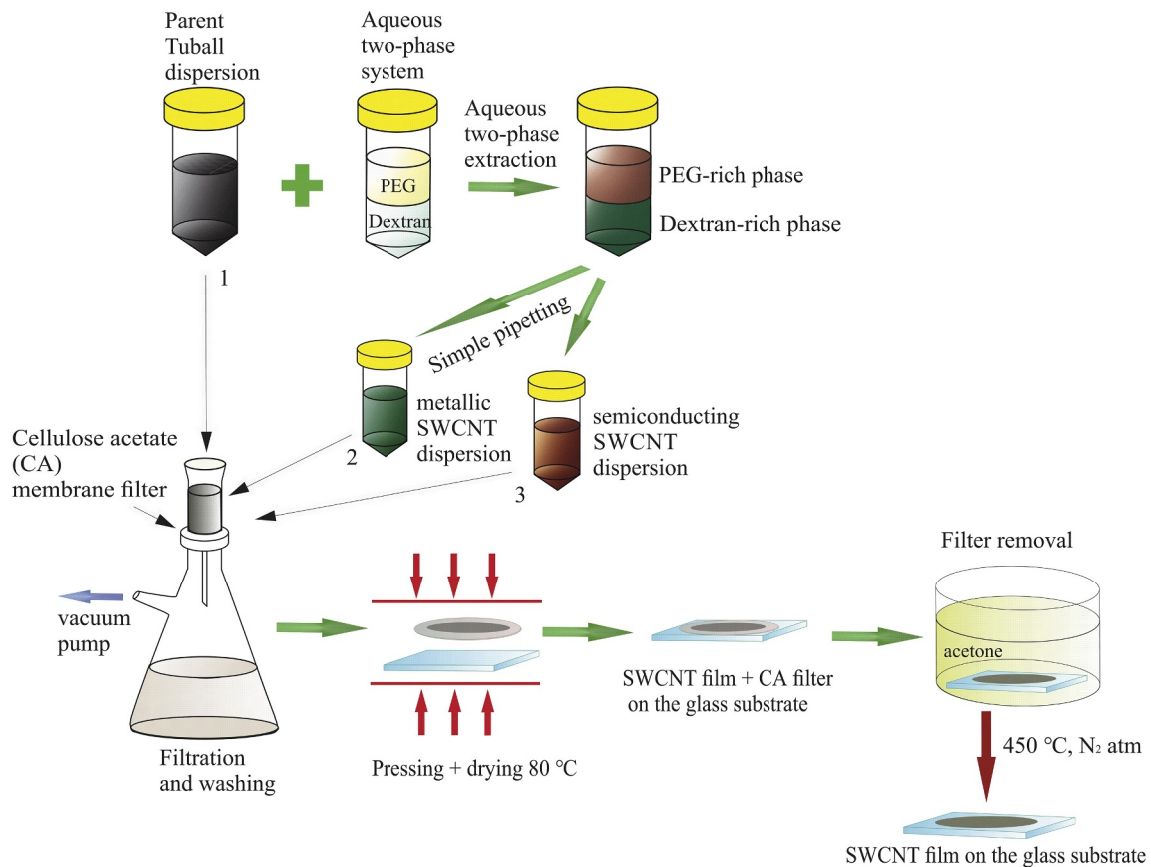 Parent
Tuball
dispersion
Aqueous
two-phase
system
Aqueous
two-phase
extraction
PEG
Dextran
PEG-rich phase
Dextran-rich phase
1
Simple pipetting
metallic
SWCNT
dispersion
2
semiconducting
SWCNT
dispersion
3
Cellulose acetate
(CA)
membrane filter
vacuum
pump
Filtration
and washing
Pressing + drying 80 °C
SWCNT film + CA filter
on the glass substrate
Filter removal
acetone
450 °C, N₂ atm
SWCNT film on the glass substrate